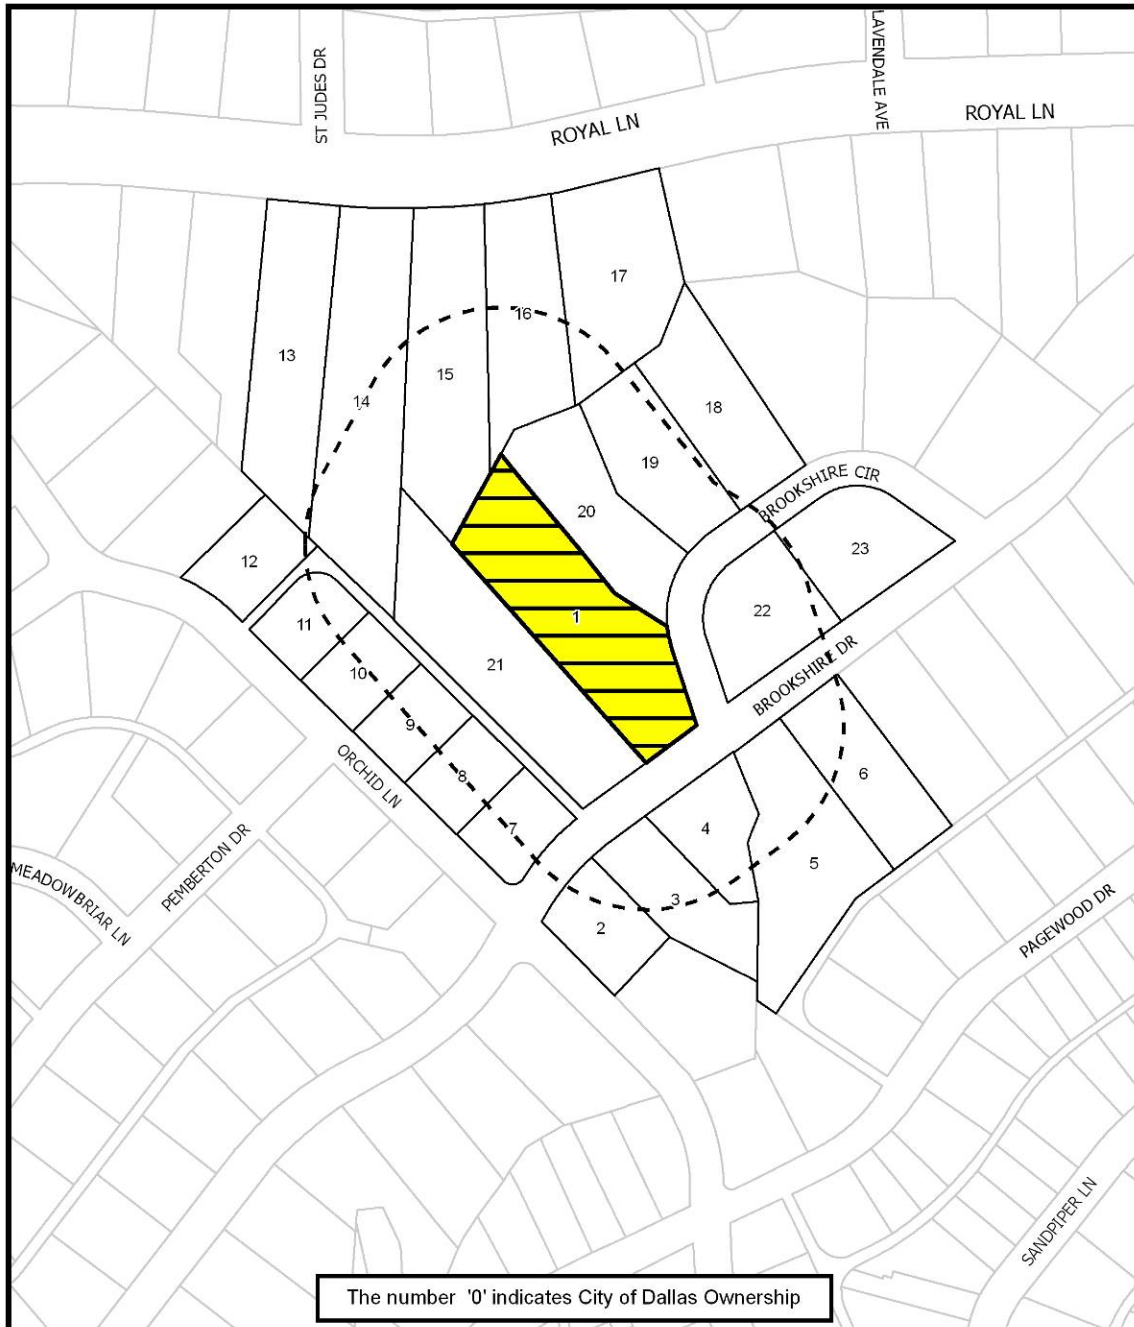 ST JUDES DR
LAVENDALE AVE
ROYAL LN
ROYAL LN
17
16
13
15
14
18
19
BROOKSHIRE CIR
20
23
12
22
1
11
21
10
BROOKSHIRE DR
9
ORCHID LN
8
6
7
4
5
PEMBERTON DR
MEADOWBRIAR LN
3
2
PAGEWOOD DR
SANDPIPER LN
The number '0' indicates City of Dallas Ownership